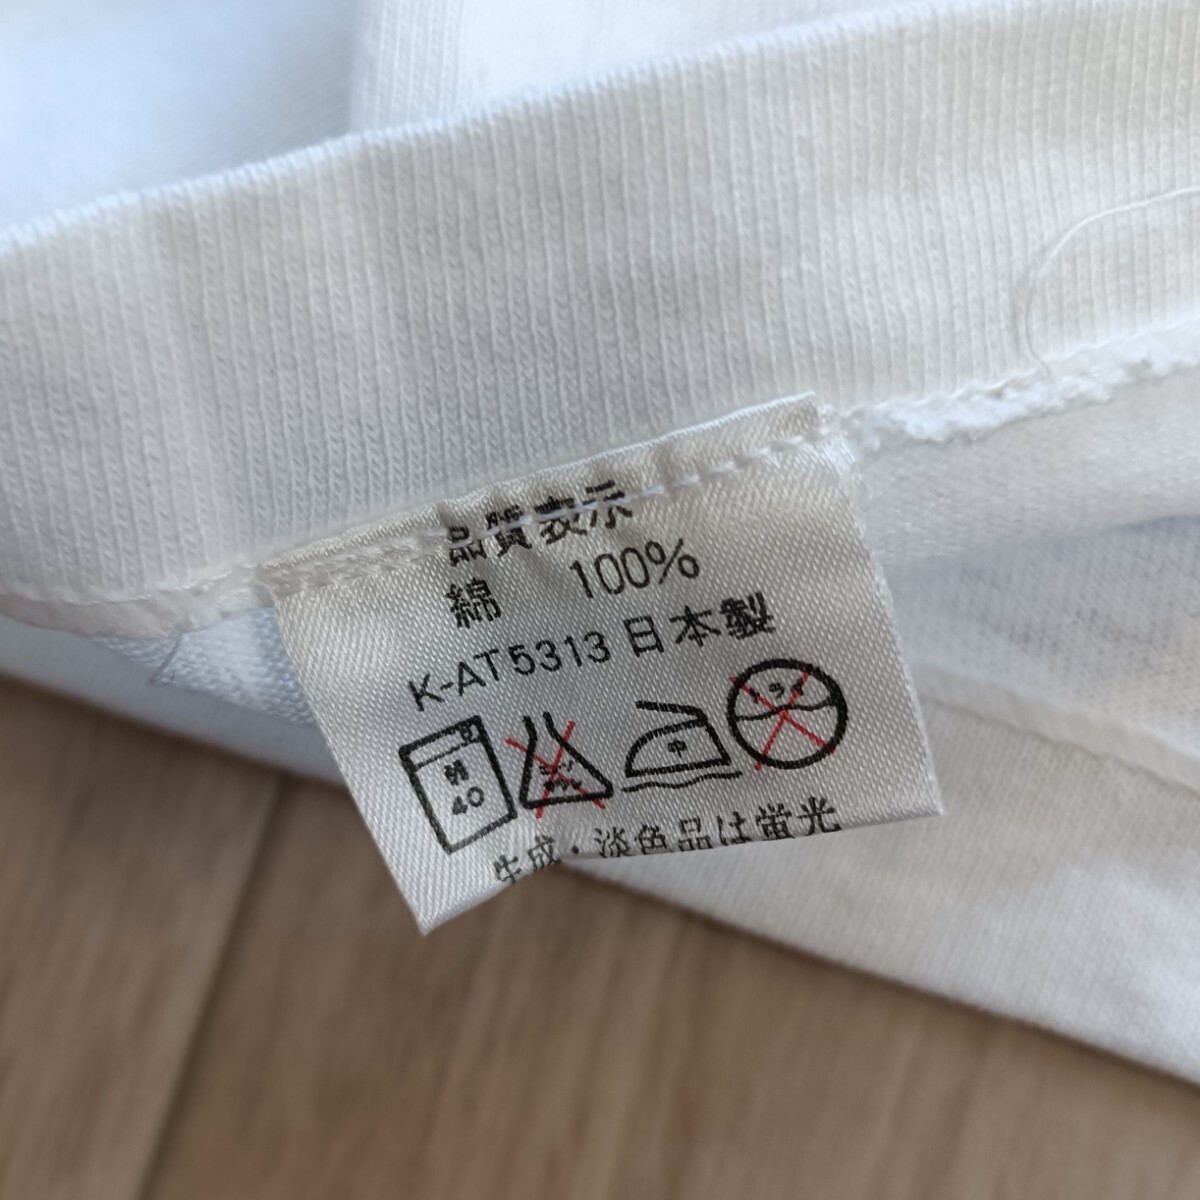 品質表示
綿 100%
K-AT5313 日本製
弱
40
生成・淡色品は蛍光